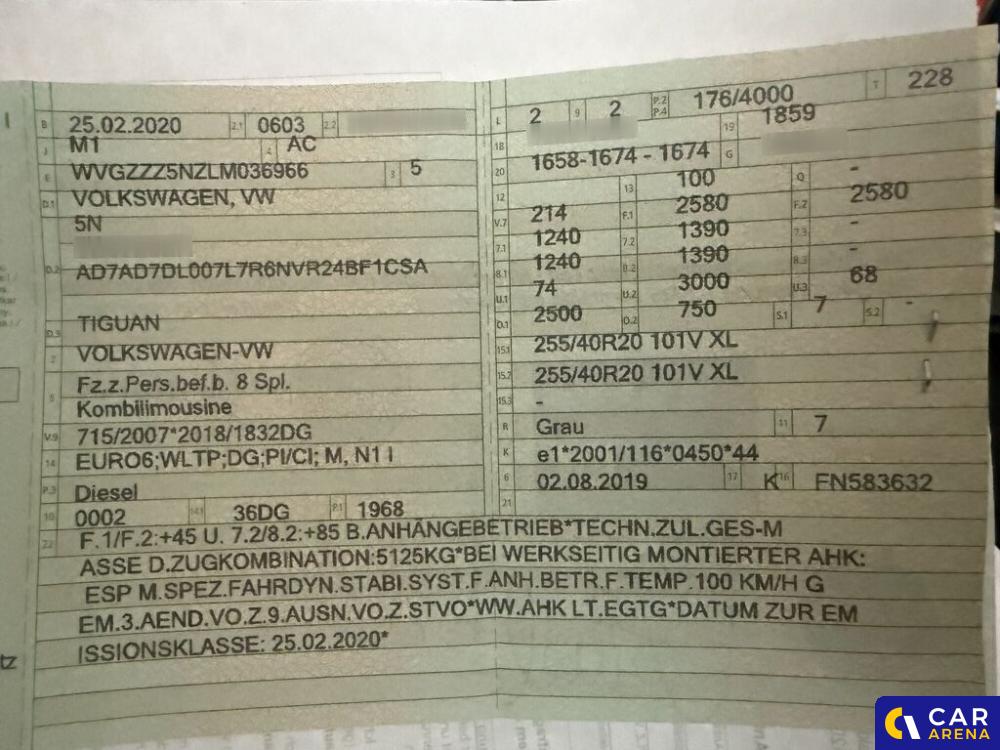 B 25.02.2020 2.1 0603 2.2
J M1 4 AC
E WVGZZZ5NZLM036966 3 5
D.1 VOLKSWAGEN, VW
5N
D.2 AD7AD7DL007L7R6NVR24BF1CSA
D.3 TIGUAN
2 VOLKSWAGEN-VW
5 Fz.z.Pers.bef.b. 8 Spl.
Kombilimousine
V.9 715/2007*2018/1832DG
14 EURO6;WLTP;DG;PI/CI; M, N1 I
P.3 Diesel
10 0002 14.1 36DG P.1 1968
L 2 9 2 P.2 P.4 176/4000 T 228
18 19 1859
20 1658-1674 - 1674 G
12 13 100 Q -
V.7 214 F.1 2580 F.2 2580
7.1 1240 7.2 1390 7.3 -
8.1 1240 8.2 1390 8.3 -
U.1 74 U.2 3000 U.3 68
O.1 2500 O.2 750 S.1 7 S.2 -
15.1 255/40R20 101V XL
15.2 255/40R20 101V XL
15.3 -
R Grau 11 7
K e1*2001/116*0450*44
6 02.08.2019 17 K 16 FN583632
21
22 F.1/F.2:+45 U. 7.2/8.2:+85 B.ANHÄNGEBETRIEB*TECHN.ZUL.GES-M
ASSE D.ZUGKOMBINATION:5125KG*BEI WERKSEITIG MONTIERTER AHK:
ESP M.SPEZ.FAHRDYN.STABI.SYST.F.ANH.BETR.F.TEMP.100 KM/H G
EM.3.AEND.VO.Z.9.AUSN.VO.Z.STVO*WW.AHK LT.EGTG*DATUM ZUR EM
ISSIONSKLASSE: 25.02.2020*
tz
CAR
ARENA